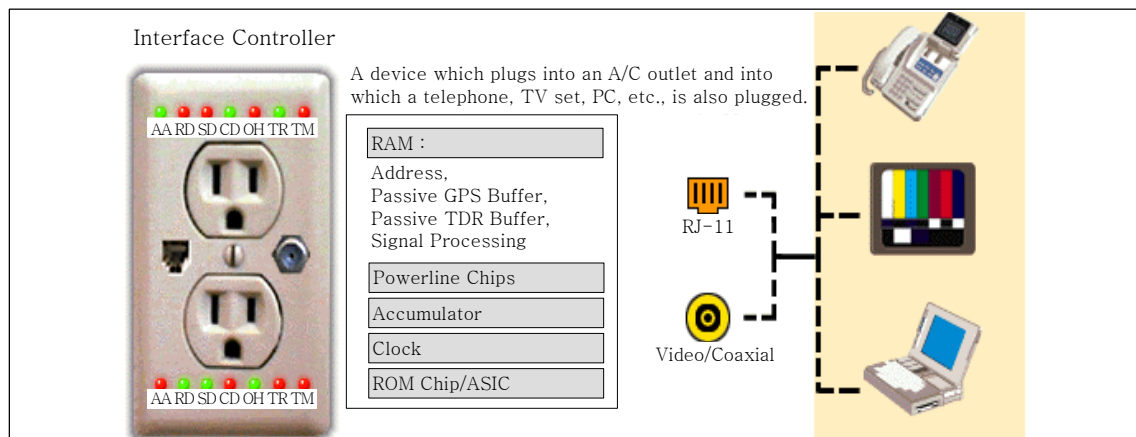 Interface Controller
A device which plugs into an A/C outlet and into
which a telephone, TV set, PC, etc., is also plugged.
AA RD SD CD OH TR TM
RAM :
Address,
Passive GPS Buffer,
Passive TDR Buffer,
Signal Processing
Powerline Chips
Accumulator
Clock
ROM Chip/ASIC
AA RD SD CD OH TR TM
RJ-11
Video/Coaxial